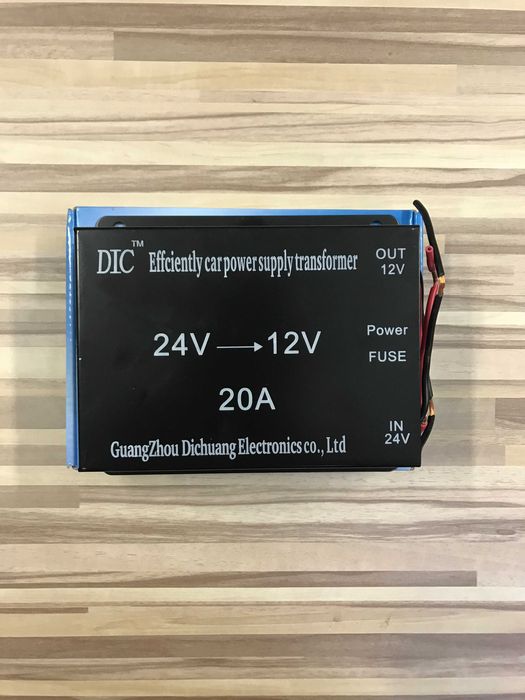 DIC™ Effciently car power supply transformer
OUT
12V
24V → 12V
Power
FUSE
20A
IN
24V
GuangZhou Dichuang Electronics co., Ltd